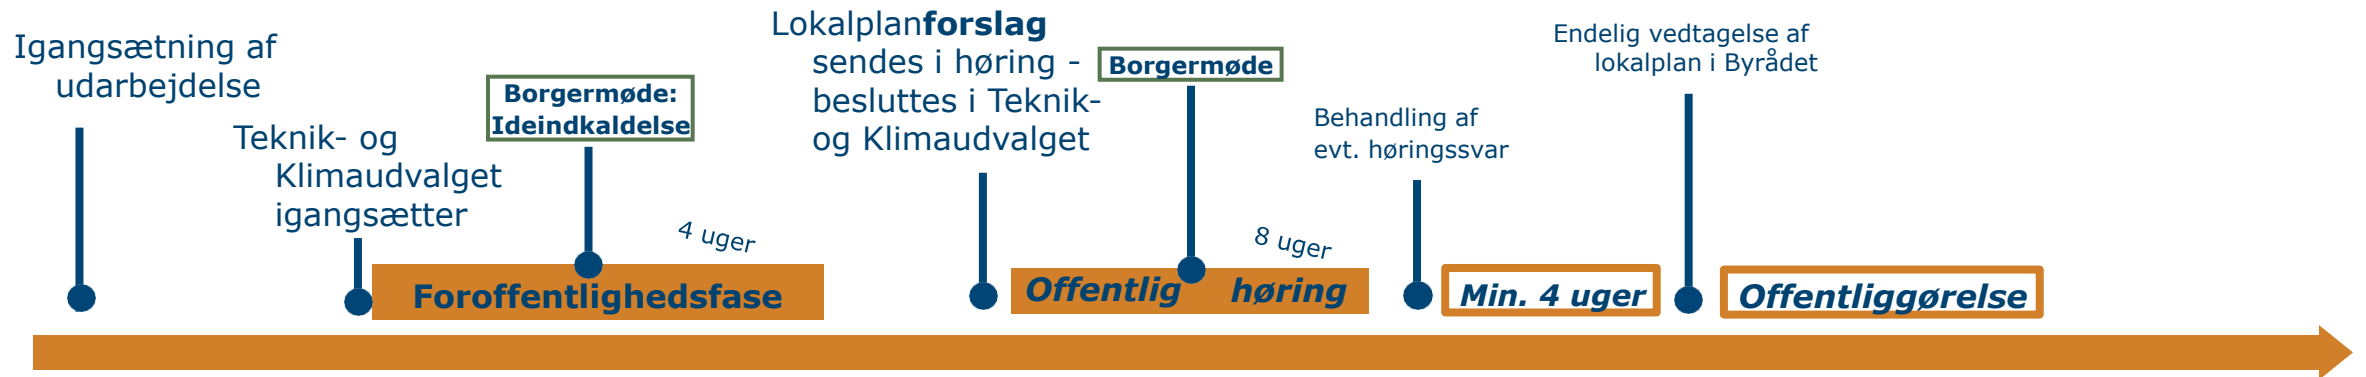 Igangsætning af
udarbejdelse
Teknik- og
Klimaudvalget
igangsætter
Borgermøde:
Ideindkaldelse
4 uger
Foroffentlighedsfase
Lokalplanforslag
sendes i høring -
besluttes i Teknik-
og Klimaudvalget
Borgermøde
8 uger
Offentlig høring
Behandling af
evt. høringssvar
Min. 4 uger
Endelig vedtagelse af
lokalplan i Byrådet
Offentliggørelse